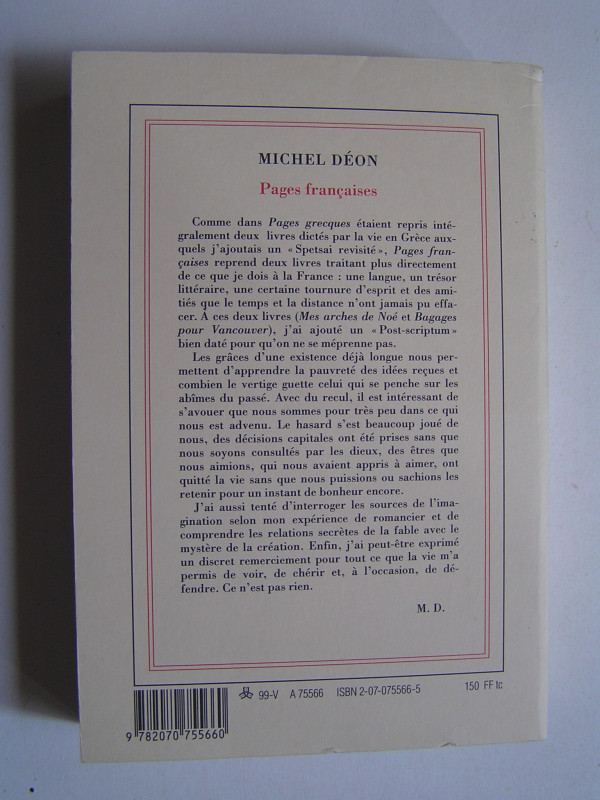 MICHEL DÉON
Pages françaises
Comme dans Pages grecques étaient repris inté-
gralement deux livres dictés par la vie en Grèce aux-
quels j'ajoutais un « Spetsai revisité », Pages fran-
çaises reprend deux livres traitant plus directement
de ce que je dois à la France : une langue, un trésor
littéraire, une certaine tournure d'esprit et des ami-
tiés que le temps et la distance n'ont jamais pu effa-
cer. A ces deux livres (Mes arches de Noé et Bagages
pour Vancouver), j'ai ajouté un « Post-scriptum »
bien daté pour qu'on ne se méprenne pas.
Les grâces d'une existence déjà longue nous per-
mettent d'apprendre la pauvreté des idées reçues et
combien le vertige guette celui qui se penche sur les
abîmes du passé. Avec du recul, il est intéressant de
s'avouer que nous sommes pour très peu dans ce qui
nous est advenu. Le hasard s'est beaucoup joué de
nous, des décisions capitales ont été prises sans que
nous soyons consultés par les dieux, des êtres que
nous aimions, qui nous avaient appris à aimer, ont
quitté la vie sans que nous puissions ou sachions les
retenir pour un instant de bonheur encore.
J'ai aussi tenté d'interroger les sources de l'ima-
gination selon mon expérience de romancier et de
comprendre les relations secrètes de la fable avec le
mystère de la création. Enfin, j'ai peut-être exprimé
un discret remerciement pour tout ce que la vie m'a
permis de voir, de chérir et, à l'occasion, de dé-
fendre. Ce n'est pas rien.
M. D.
99-V A 75566 ISBN 2-07-075566-5 150 FF tc
9 782070 755660